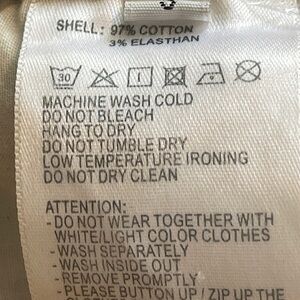 SHELL: 97% COTTON
3% ELASTHAN
30
MACHINE WASH COLD
DO NOT BLEACH
HANG TO DRY
DO NOT TUMBLE DRY
LOW TEMPERATURE IRONING
DO NOT DRY CLEAN
ATTENTION:
- DO NOT WEAR TOGETHER WITH
WHITE/LIGHT COLOR CLOTHES
- WASH SEPARATELY
- WASH INSIDE OUT
- REMOVE PROMPTLY
- PLEASE BUTTON UP / ZIP UP THE